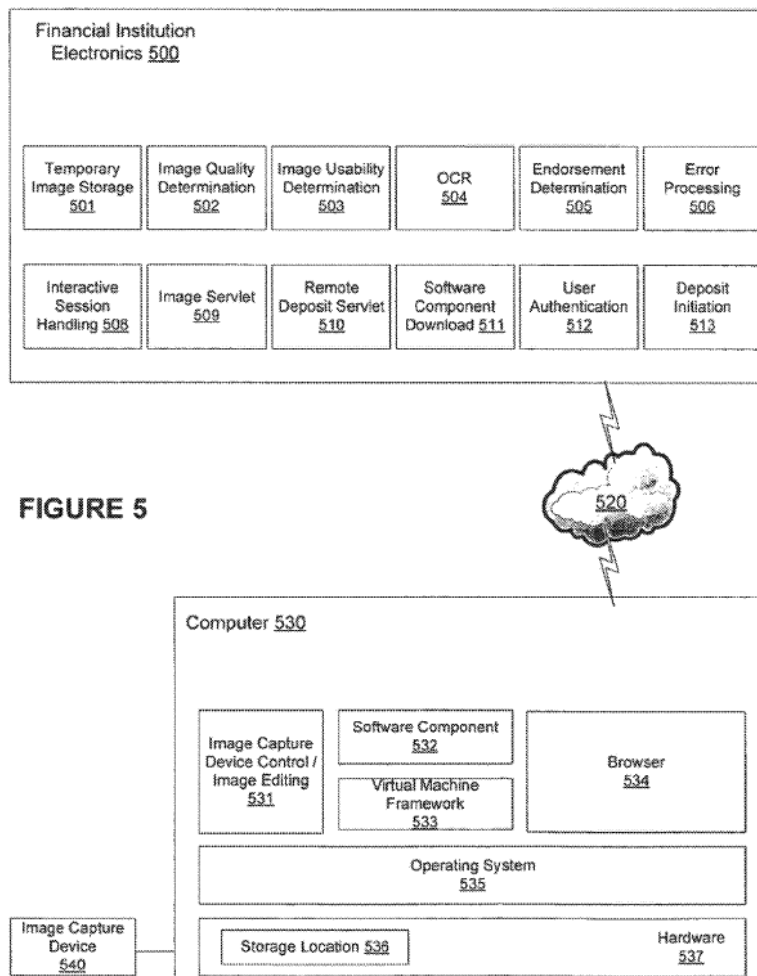 Financial Institution
Electronics 500
Temporary
Image Storage
501
Image Quality
Determination
502
Image Usability
Determination
503
OCR
504
Endorsement
Determination
505
Error
Processing
506
Interactive
Session
Handling 508
Image Servlet
509
Remote
Deposit Servlet
510
Software
Component
Download 511
User
Authentication
512
Deposit
Initiation
513
FIGURE 5
520
Computer 530
Image Capture
Device Control /
Image Editing
531
Software Component
532
Virtual Machine
Framework
533
Browser
534
Operating System
535
Image Capture
Device
540
Storage Location 536
Hardware
537